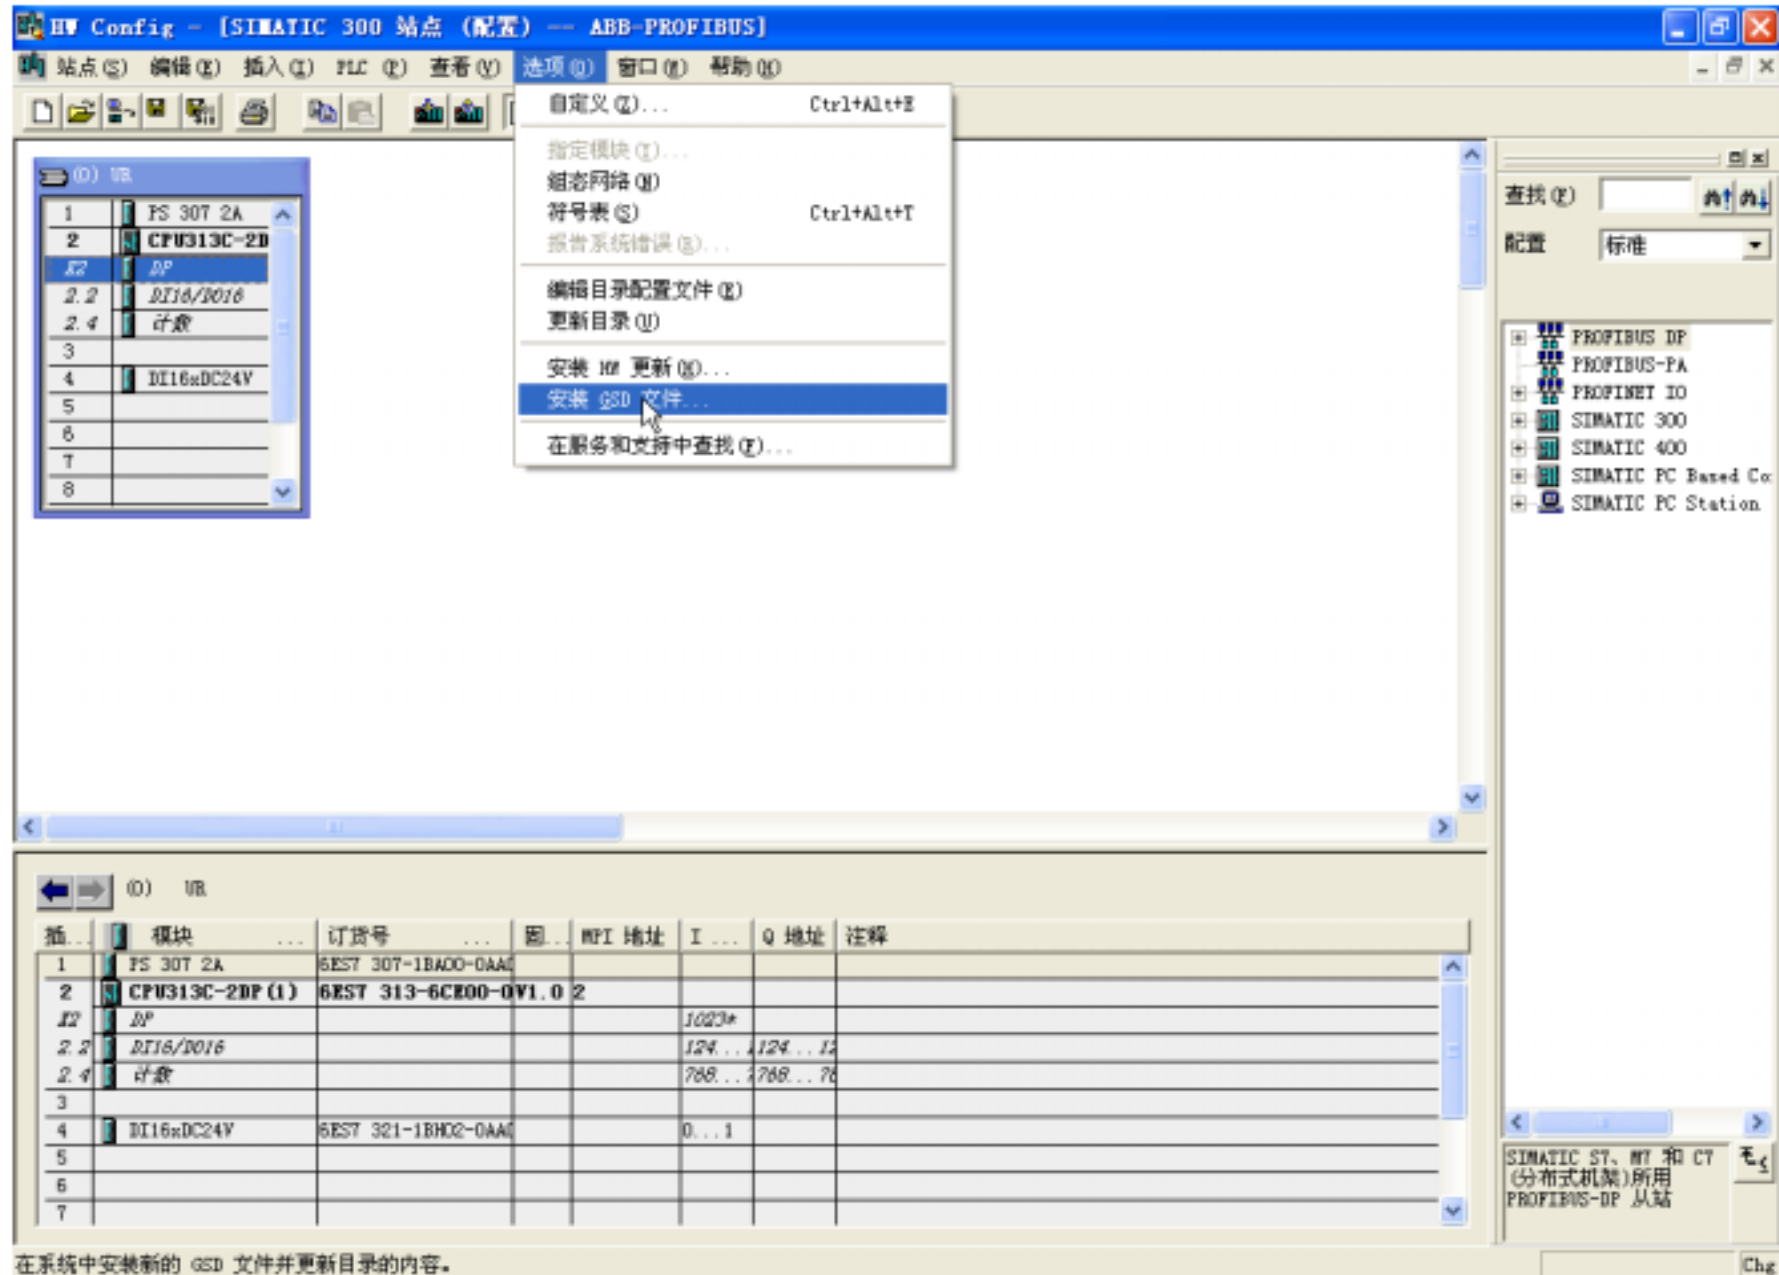 HW Config - [SIMATIC 300 站点 (配置) -- ABB-PROFIBUS]
站点(S) 编辑(E) 插入(I) PLC (P) 查看(V) 选项(O) 窗口(W) 帮助(H)
自定义(Z)... Ctrl+Alt+E
指定模块(T)...
组态网络(N)
符号表(S) Ctrl+Alt+T
报告系统错误(R)...
编辑目录配置文件(E)
更新目录(U)
安装 HW 更新(H)...
安装 GSD 文件...
在服务和支持中查找(F)...
(0) UR
1 PS 307 2A
2 CPU313C-2D
X2 DP
2.2 DI16/DO16
2.4 计数
3
4 DI16xDC24V
5
6
7
8
查找(F)
配置 标准
PROFIBUS DP
PROFIBUS-PA
PROFINET IO
SIMATIC 300
SIMATIC 400
SIMATIC PC Based Co
SIMATIC PC Station
(0) UR
插... 模块 ... 订货号 ... 固... MPI 地址 I ... Q 地址 注释
1 PS 307 2A 6ES7 307-1BA00-0AA0
2 CPU313C-2DP(1) 6ES7 313-6CE00-0 V1.0 2
X2 DP 1023*
2.2 DI16/DO16 124... 124...12
2.4 计数 768... 768...76
3
4 DI16xDC24V 6ES7 321-1BH02-0AA0 0...1
5
6
7
SIMATIC S7、M7 和 C7
(分布式机架)所用
PROFIBUS-DP 从站
在系统中安装新的 GSD 文件并更新目录的内容。
Chg